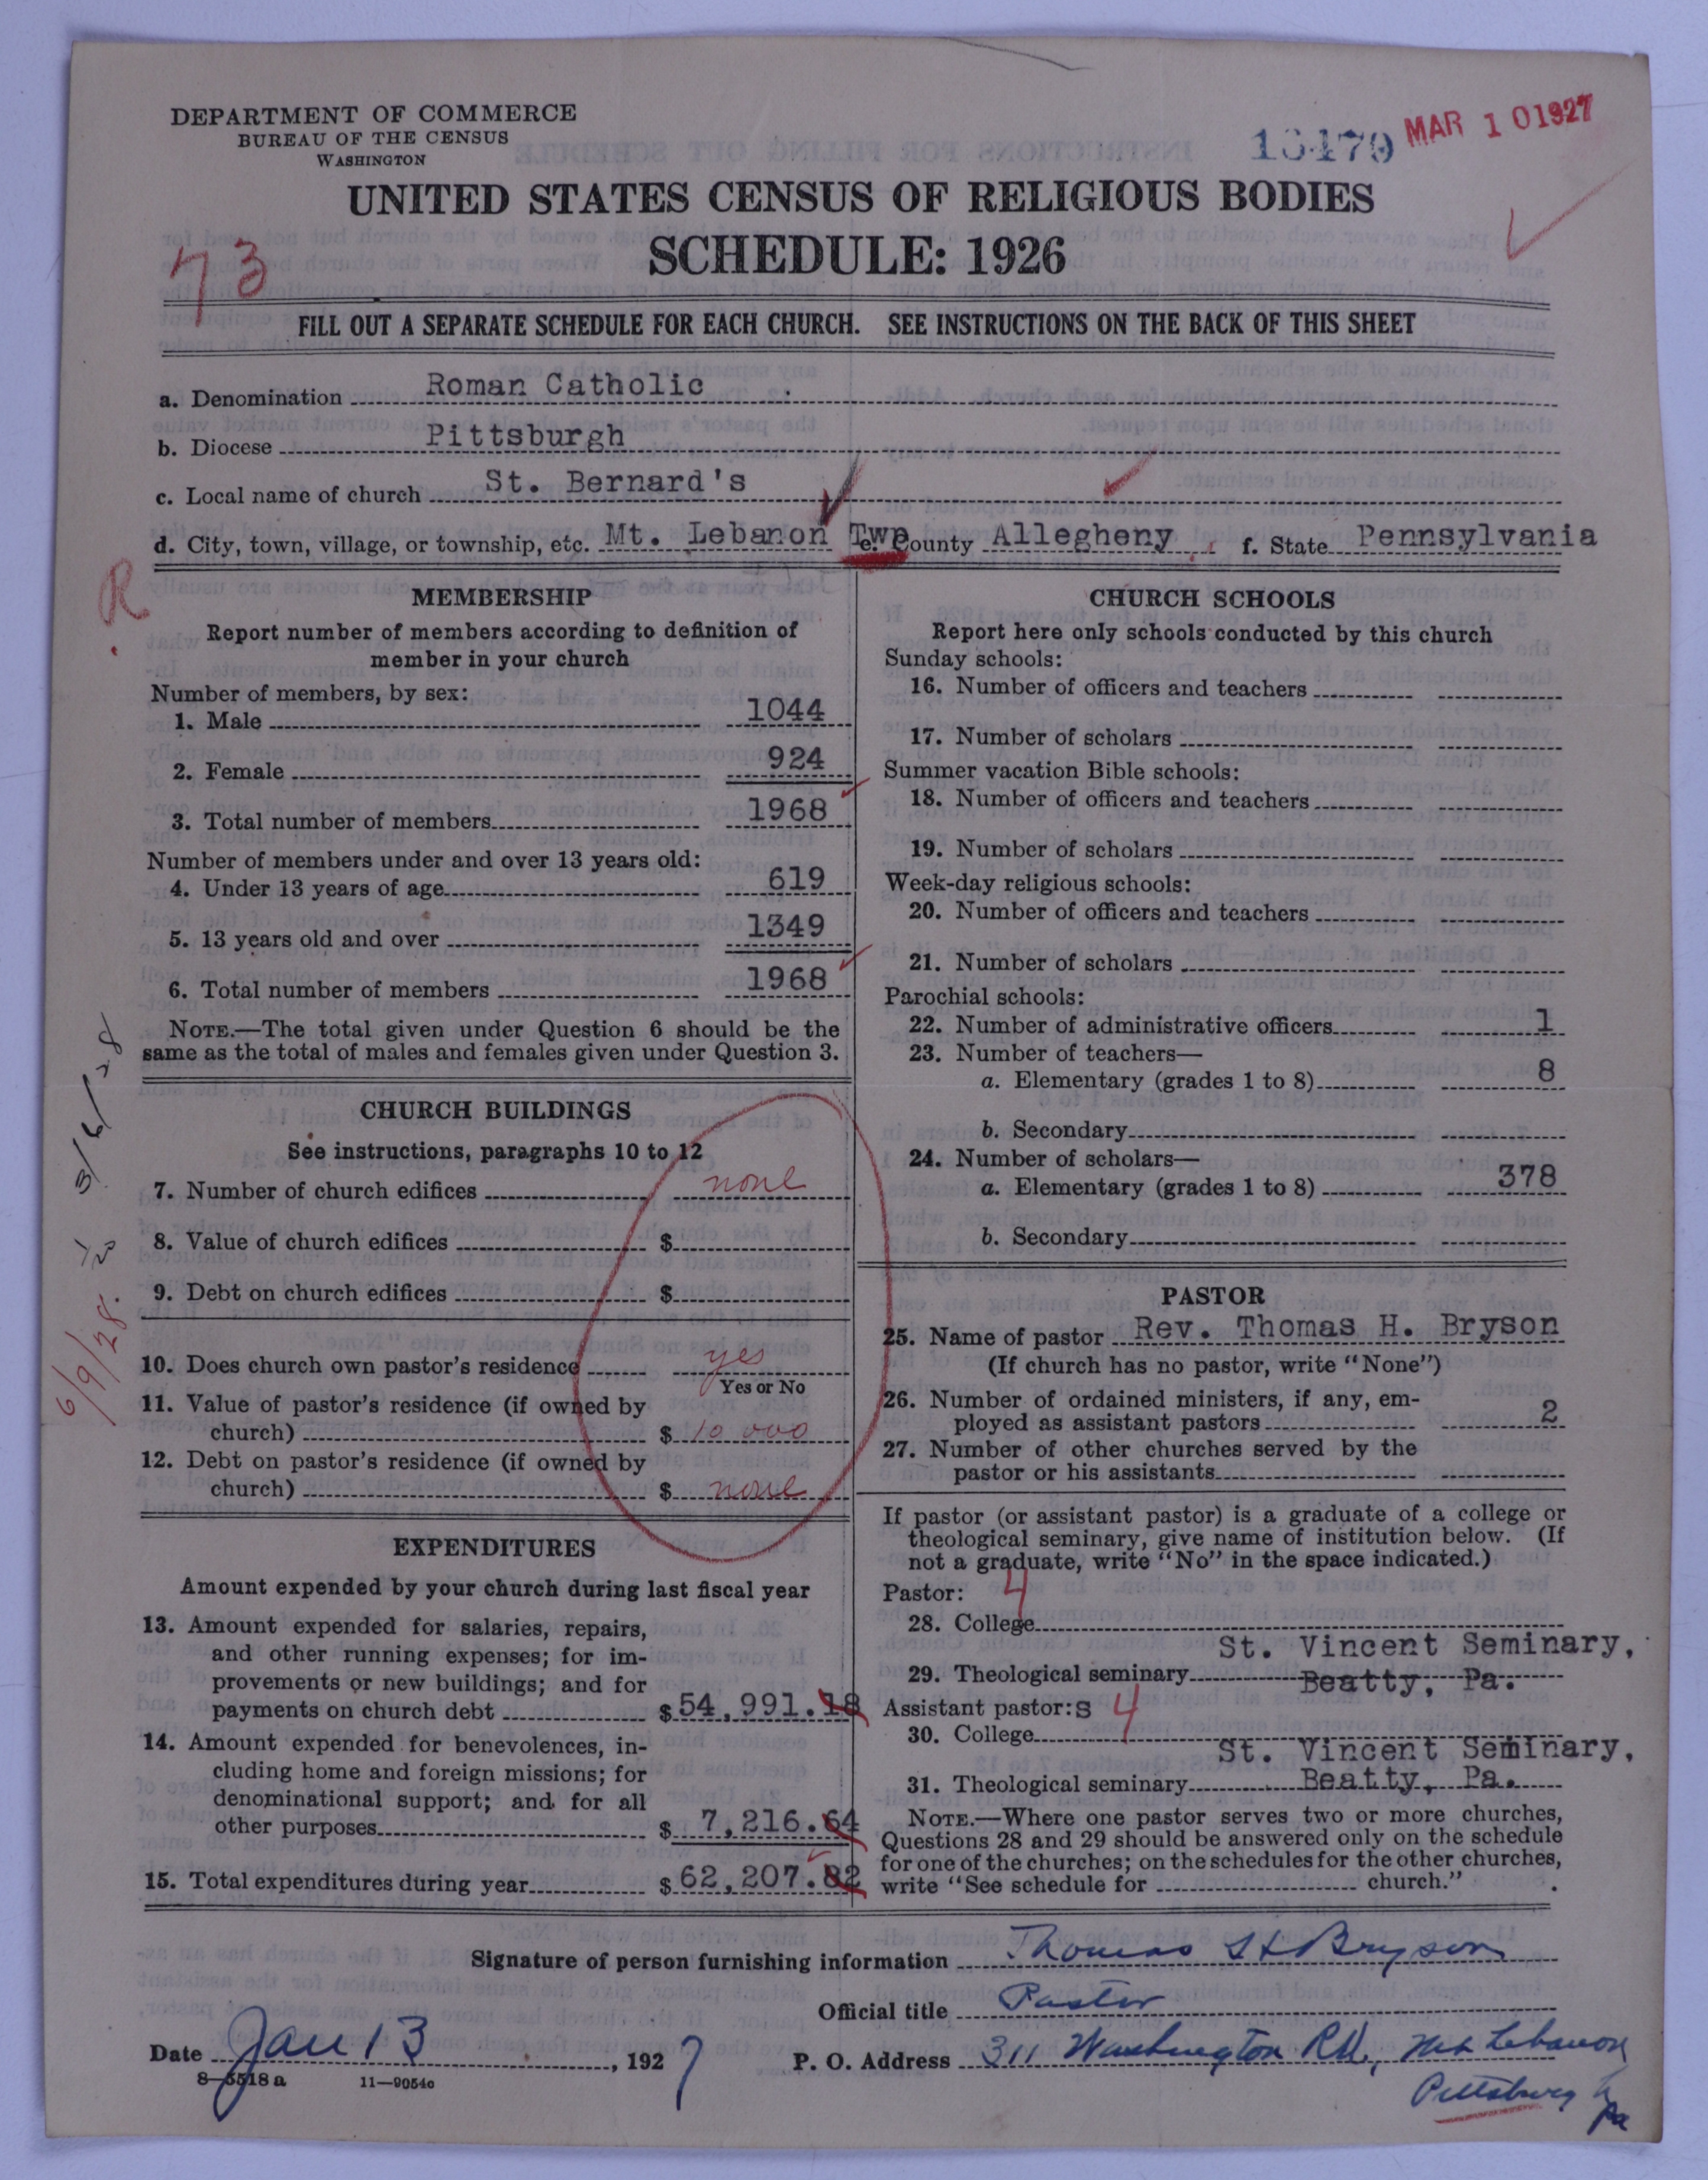 DEPARTMENT OF COMMERCE
BUREAU OF THE CENSUS
WASHINGTON
MAR 10 1927
UNITED STATES CENSUS OF RELIGIOUS BODIES
73
SCHEDULE: 1926
FILL OUT A SEPARATE SCHEDULE FOR EACH CHURCH. SEE INSTRUCTIONS ON THE BACK OF THIS SHEET
a. Denomination Roman Catholic
b. Diocese Pittsburgh
c. Local name of church St. Bernard's
d. City, town, village, or township, etc. Mt. Lebanon Twp e. County Allegheny f. State Pennsylvania
R
MEMBERSHIP
Report number of members according to definition of
member in your church
Number of members, by sex:
1. Male 1044
2. Female 924
3. Total number of members 1968
Number of members under and over 13 years old:
4. Under 13 years of age 619
5. 13 years old and over 1349
6. Total number of members 1968
NOTE.—The total given under Question 6 should be the
same as the total of males and females given under Question 3.
CHURCH BUILDINGS
See instructions, paragraphs 10 to 12
7. Number of church edifices none
8. Value of church edifices $
9. Debt on church edifices $
10. Does church own pastor's residence yes
Yes or No
11. Value of pastor's residence (if owned by
church) $ 10 000
12. Debt on pastor's residence (if owned by
church) $ none
3/6/28
6/9/28.
EXPENDITURES
Amount expended by your church during last fiscal year
13. Amount expended for salaries, repairs,
and other running expenses; for im-
provements or new buildings; and for
payments on church debt $ 54,991.18
14. Amount expended for benevolences, in-
cluding home and foreign missions; for
denominational support; and for all
other purposes $ 7,216.64
15. Total expenditures during year $ 62,207.82
CHURCH SCHOOLS
Report here only schools conducted by this church
Sunday schools:
16. Number of officers and teachers
17. Number of scholars
Summer vacation Bible schools:
18. Number of officers and teachers
19. Number of scholars
Week-day religious schools:
20. Number of officers and teachers
21. Number of scholars
Parochial schools:
22. Number of administrative officers 1
23. Number of teachers—
a. Elementary (grades 1 to 8) 8
b. Secondary
24. Number of scholars—
a. Elementary (grades 1 to 8) 378
b. Secondary
PASTOR
25. Name of pastor Rev. Thomas H. Bryson
(If church has no pastor, write "None")
26. Number of ordained ministers, if any, em-
ployed as assistant pastors 2
27. Number of other churches served by the
pastor or his assistants
If pastor (or assistant pastor) is a graduate of a college or
theological seminary, give name of institution below. (If
not a graduate, write "No" in the space indicated.)
Pastor: 4
28. College
St. Vincent Seminary,
29. Theological seminary Beatty, Pa.
Assistant pastor:s 4
30. College
St. Vincent Seminary,
31. Theological seminary Beatty, Pa.
NOTE.—Where one pastor serves two or more churches,
Questions 28 and 29 should be answered only on the schedule
for one of the churches; on the schedules for the other churches,
write "See schedule for church."
Signature of person furnishing information Thomas H Bryson
Official title Pastor
Date Jan 13, 1927 P. O. Address 311 Washington Rd., Mt Lebanon
8—5518 a 11—9054o
Pittsburgh
Pa